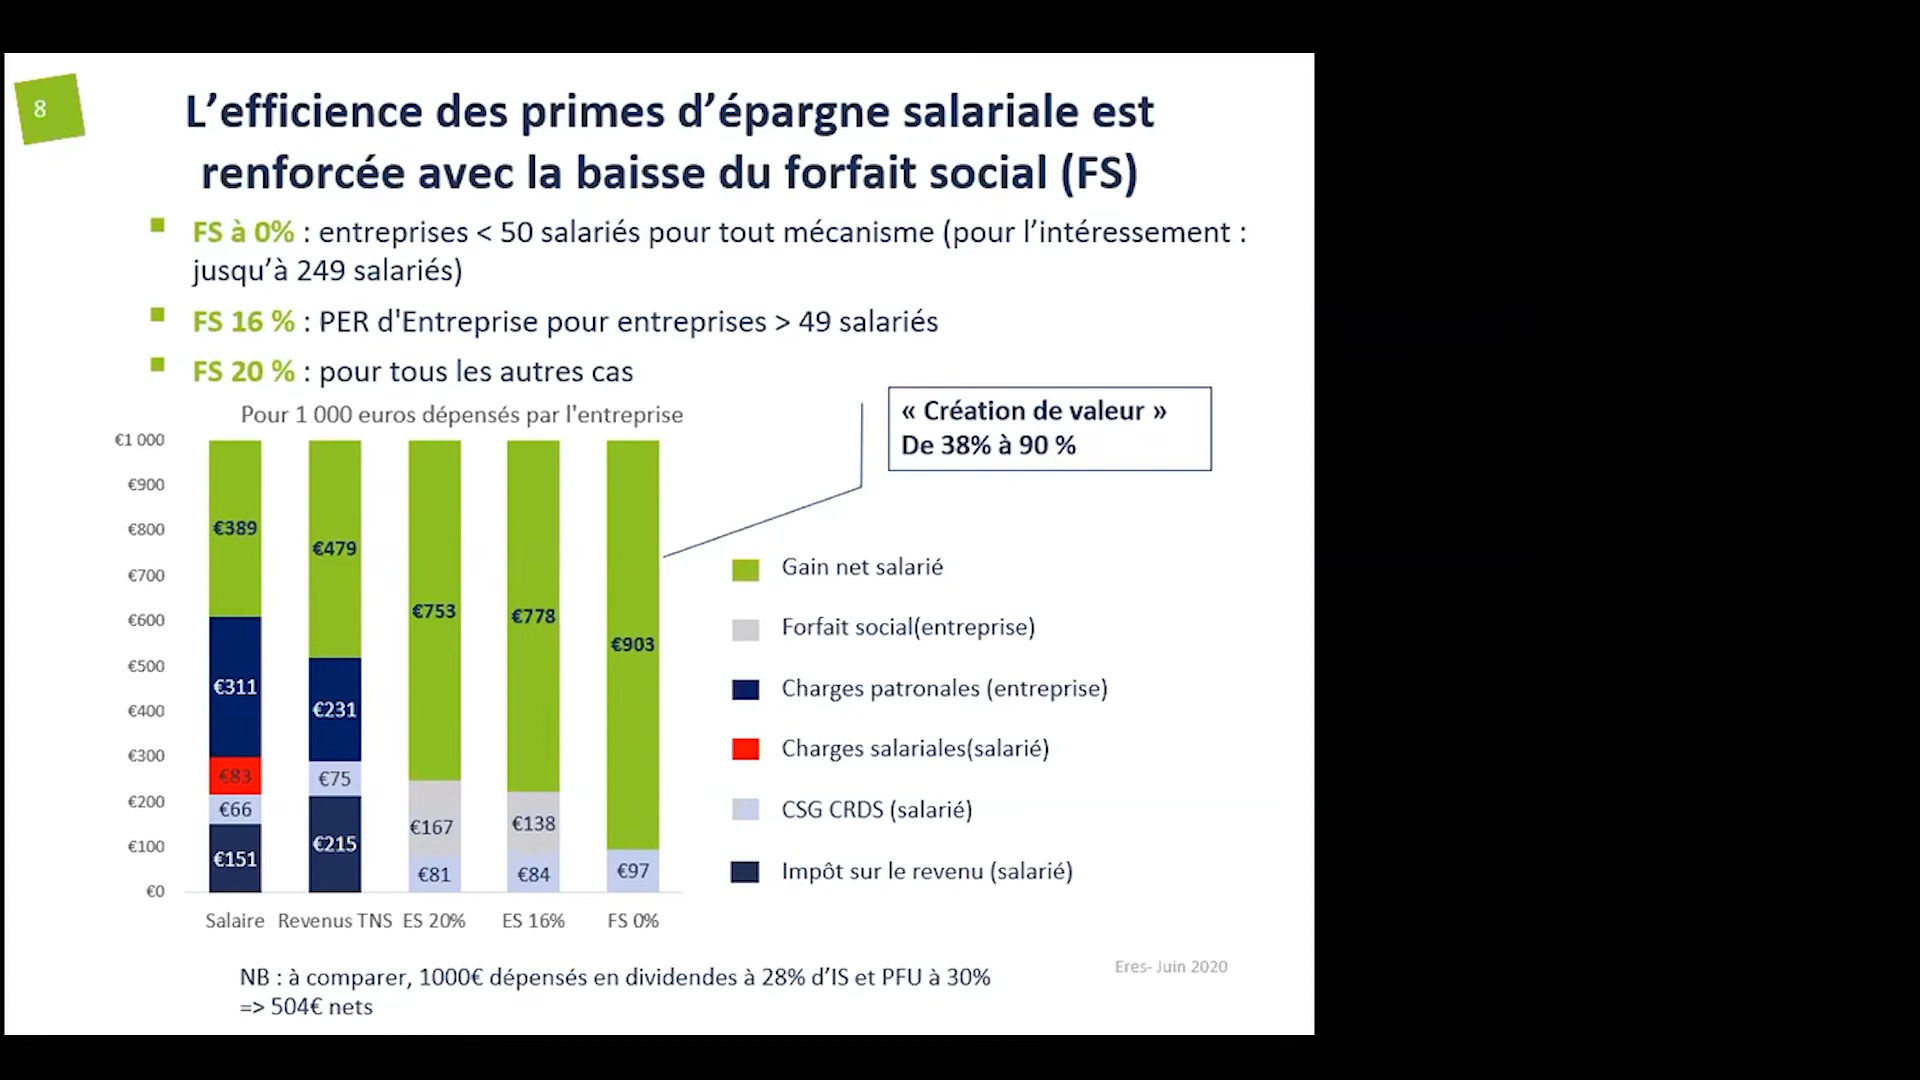 8
L’efficience des primes d’épargne salariale est
renforcée avec la baisse du forfait social (FS)
FS à 0% : entreprises < 50 salariés pour tout mécanisme (pour l’intéressement :
jusqu’à 249 salariés)
FS 16 % : PER d'Entreprise pour entreprises > 49 salariés
FS 20 % : pour tous les autres cas
« Création de valeur »
De 38% à 90 %
Pour 1 000 euros dépensés par l'entreprise
€1 000
€900
€800
€700
€600
€500
€400
€300
€200
€100
€0
€389
€311
€83
€66
€151
€479
€231
€75
€215
€753
€167
€81
€778
€138
€84
€903
€97
Salaire
Revenus TNS
ES 20%
ES 16%
FS 0%
Gain net salarié
Forfait social(entreprise)
Charges patronales (entreprise)
Charges salariales(salarié)
CSG CRDS (salarié)
Impôt sur le revenu (salarié)
NB : à comparer, 1000€ dépensés en dividendes à 28% d’IS et PFU à 30%
=> 504€ nets
Eres- Juin 2020